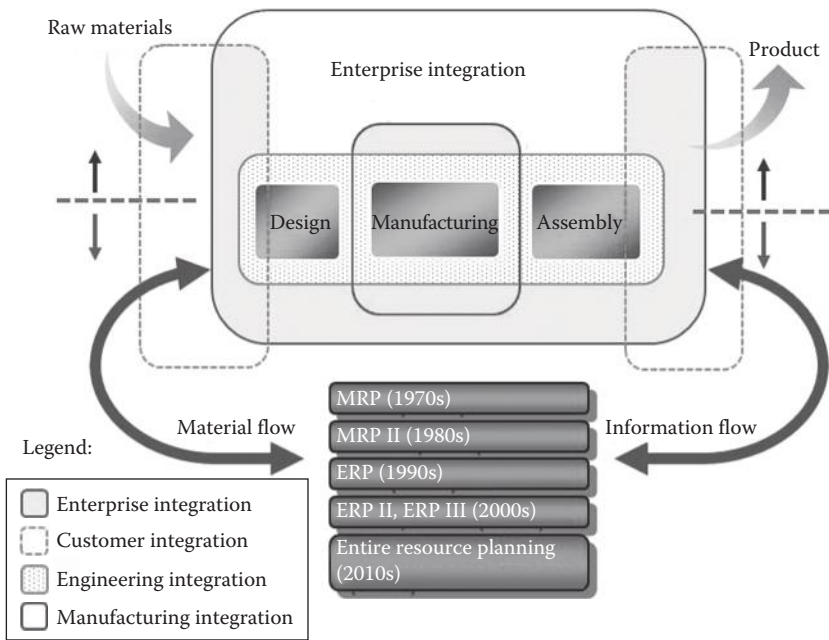 Raw materials
Product
Enterprise integration
Design
Manufacturing
Assembly
MRP (1970s)
Material flow
MRP II (1980s)
Information flow
Legend:
ERP (1990s)
Enterprise integration
ERP II, ERP III (2000s)
Customer integration
Entire resource planning
(2010s)
Engineering integration
Manufacturing integration